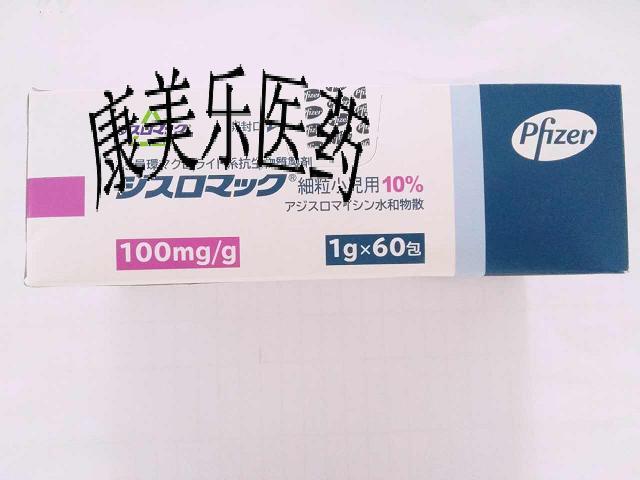 康美乐医药
Pfizer
Pfizer
ジスロマック®細粒小児用10%
アジスロマイシン水和物散
100mg/g
1g×60包